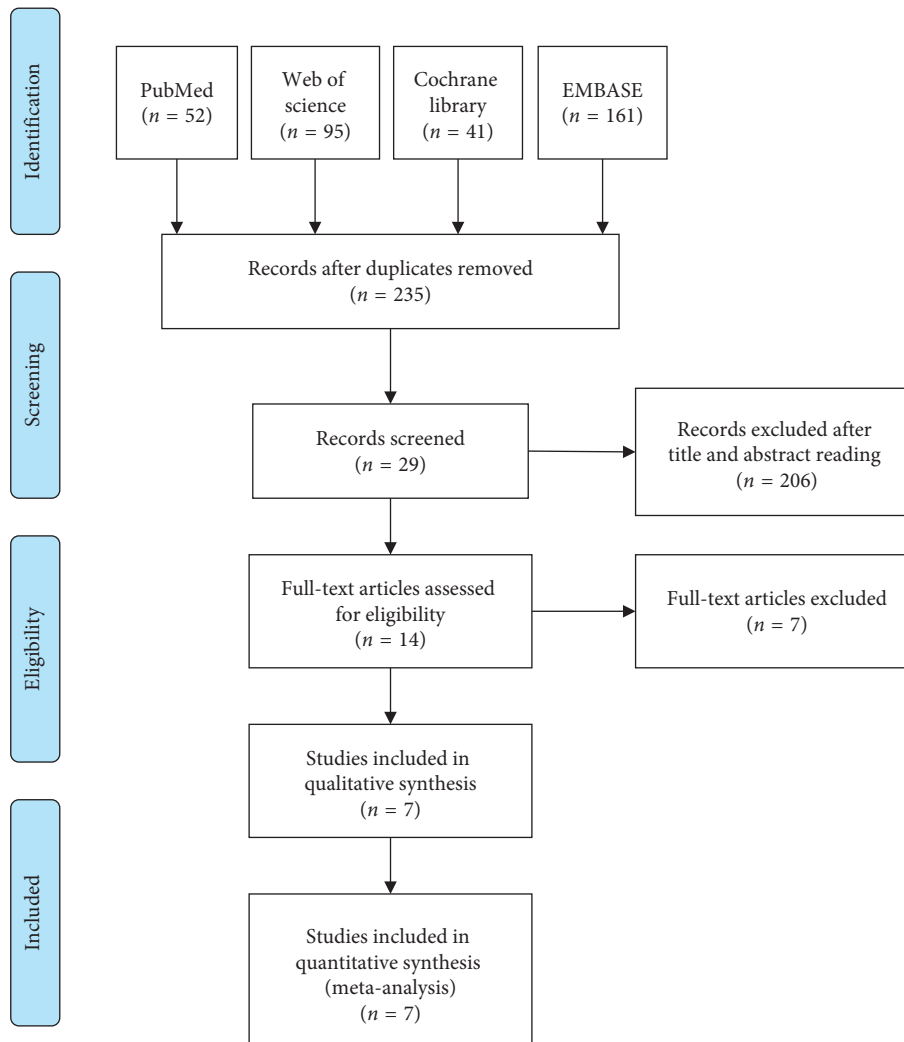 Identification
PubMed
(n = 52)
Web of
science
(n = 95)
Cochrane
library
(n = 41)
EMBASE
(n = 161)
Records after duplicates removed
(n = 235)
Screening
Records screened
(n = 29)
Records excluded after
title and abstract reading
(n = 206)
Eligibility
Full-text articles assessed
for eligibility
(n = 14)
Full-text articles excluded
(n = 7)
Studies included in
qualitative synthesis
(n = 7)
Included
Studies included in
quantitative synthesis
(meta-analysis)
(n = 7)